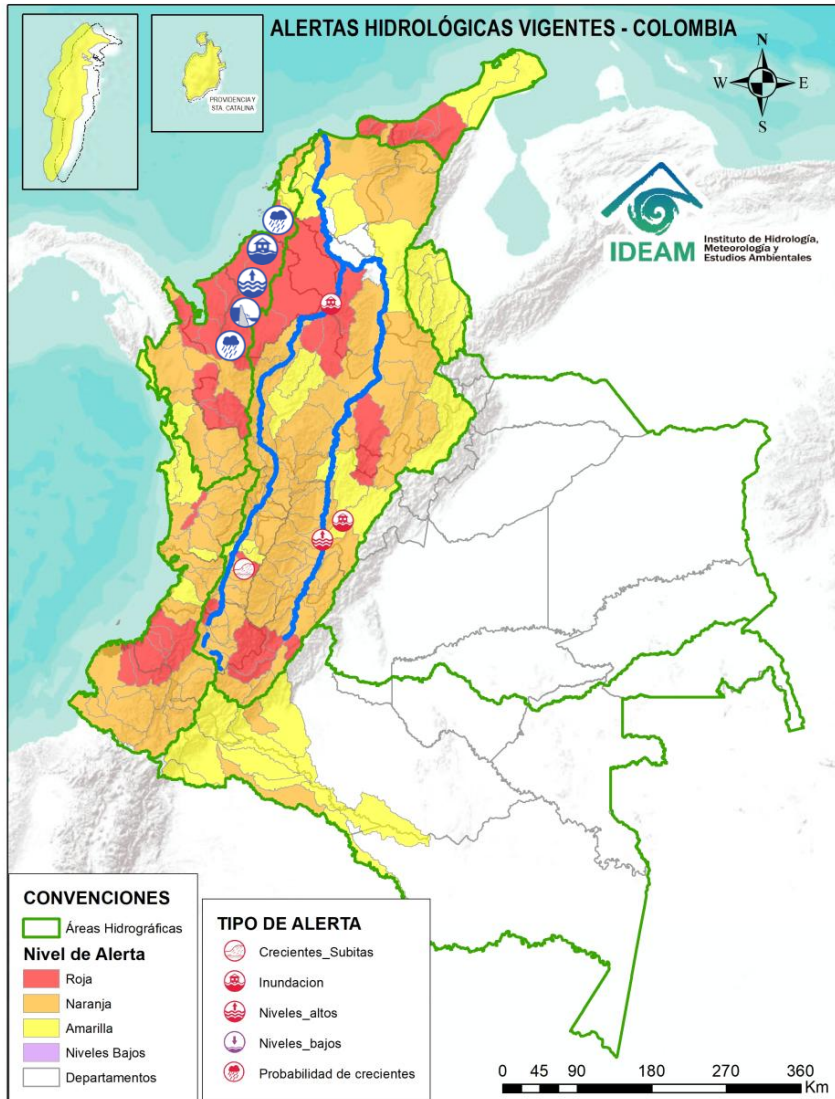 ALERTAS HIDROLÓGICAS VIGENTES - COLOMBIA
PROVIDENCIA Y
STA. CATALINA
N
W E
S
IDEAM
Instituto de Hidrología,
Meteorología y
Estudios Ambientales
CONVENCIONES
Áreas Hidrográficas
Nivel de Alerta
Roja
Naranja
Amarilla
Niveles Bajos
Departamentos
TIPO DE ALERTA
Crecientes_Subitas
Inundacion
Niveles_altos
Niveles_bajos
Probabilidad de crecientes
0 45 90 180 270 360
Km